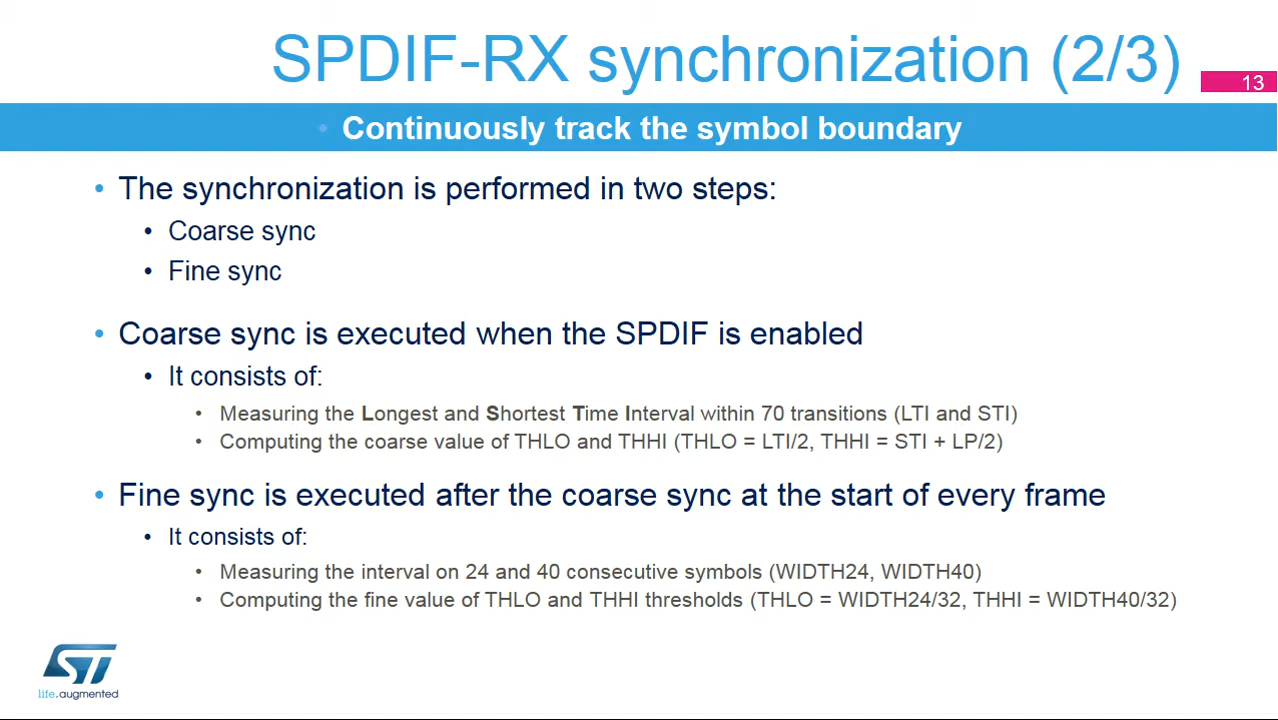 SPDIF-RX synchronization (2/3)
13
• Continuously track the symbol boundary
• The synchronization is performed in two steps:
• Coarse sync
• Fine sync
• Coarse sync is executed when the SPDIF is enabled
• It consists of:
• Measuring the Longest and Shortest Time Interval within 70 transitions (LTI and STI)
• Computing the coarse value of THLO and THHI (THLO = LTI/2, THHI = STI + LP/2)
• Fine sync is executed after the coarse sync at the start of every frame
• It consists of:
• Measuring the interval on 24 and 40 consecutive symbols (WIDTH24, WIDTH40)
• Computing the fine value of THLO and THHI thresholds (THLO = WIDTH24/32, THHI = WIDTH40/32)
ST
life.augmented